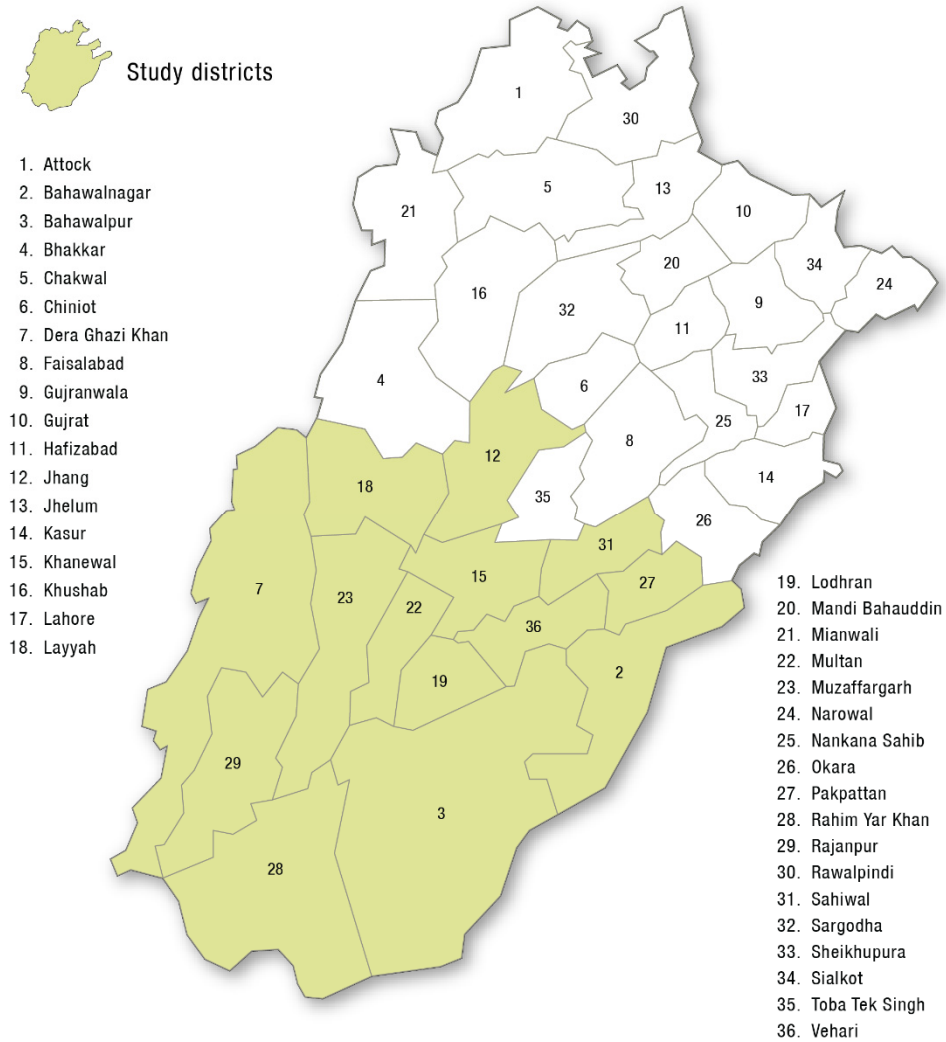 Study districts
1. Attock
2. Bahawalnagar
3. Bahawalpur
4. Bhakkar
5. Chakwal
6. Chiniot
7. Dera Ghazi Khan
8. Faisalabad
9. Gujranwala
10. Gujrat
11. Hafizabad
12. Jhang
13. Jhelum
14. Kasur
15. Khanewal
16. Khushab
17. Lahore
18. Layyah
19. Lodhran
20. Mandi Bahauddin
21. Mianwali
22. Multan
23. Muzaffargarh
24. Narowal
25. Nankana Sahib
26. Okara
27. Pakpattan
28. Rahim Yar Khan
29. Rajanpur
30. Rawalpindi
31. Sahiwal
32. Sargodha
33. Sheikhupura
34. Sialkot
35. Toba Tek Singh
36. Vehari
1
30
5
13
21
10
20
34
24
16
32
9
11
4
6
33
17
25
12
8
14
18
35
26
31
15
27
7
23
22
36
2
19
29
3
28